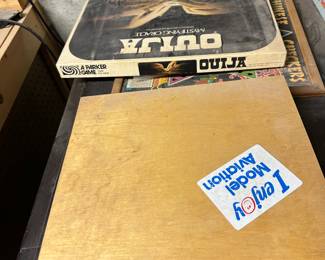 MYSTIFYING ORACLE
OUIJA
A PARKER
GAME
OUIJA
I enjoy
Model
Aviation